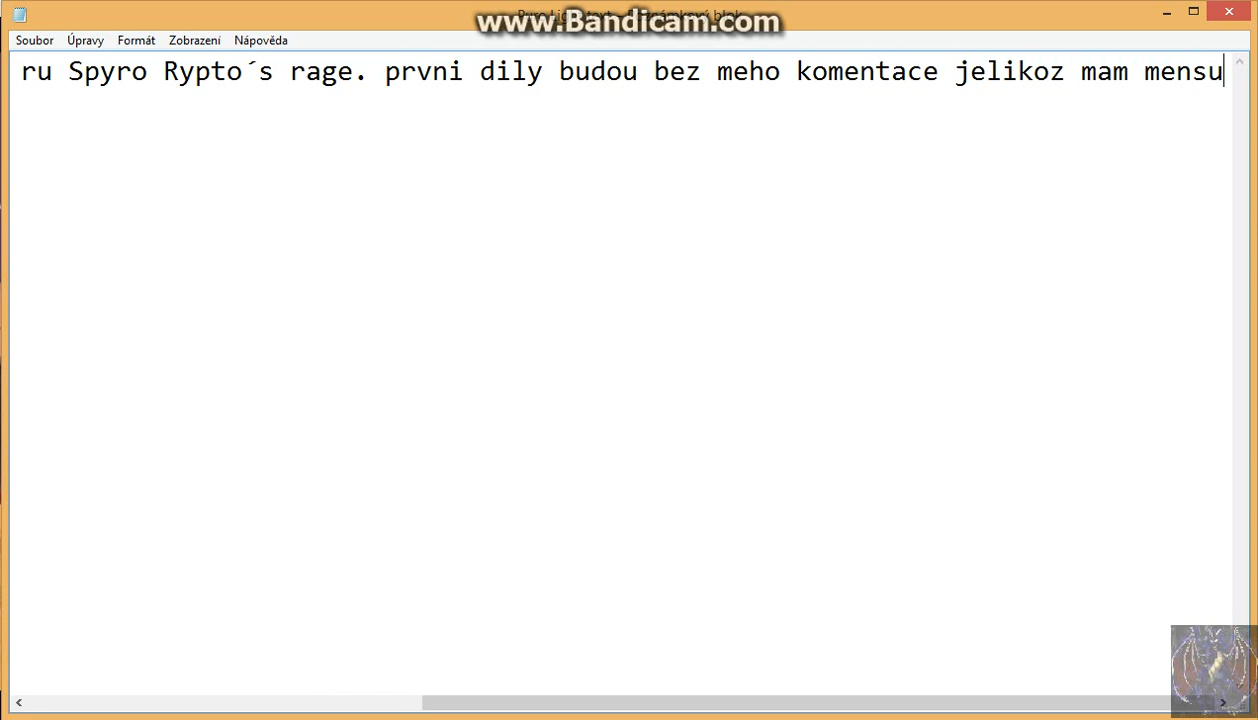 www.Bandicam.com
Soubor Úpravy Formát Zobrazení Nápověda
ru Spyro Rypto´s rage. prvni dily budou bez meho komentace jelikoz mam mensu